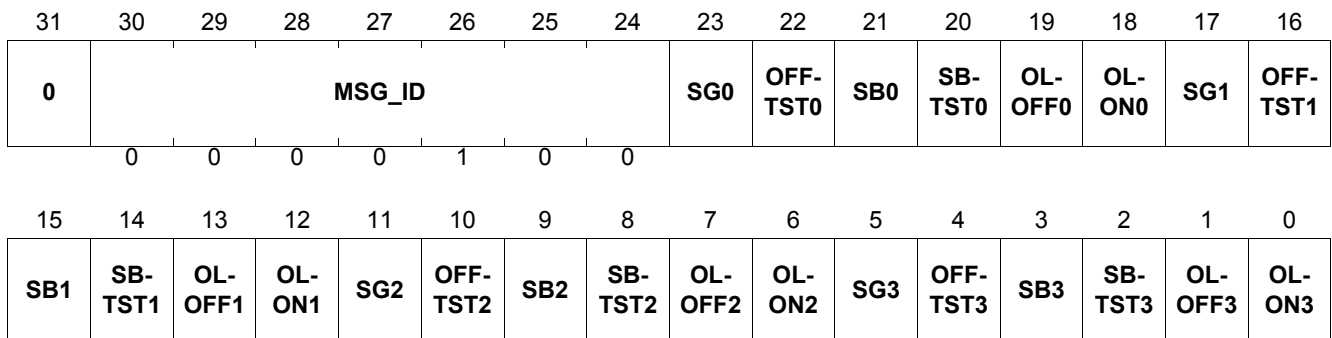 31 30 29 28 27 26 25 24 23 22 21 20 19 18 17 16
0 MSG_ID SG0 OFF-TST0 SB0 SB-TST0 OL-OFF0 OL-ON0 SG1 OFF-TST1
0 0 0 0 1 0 0
15 14 13 12 11 10 9 8 7 6 5 4 3 2 1 0
SB1 SB-TST1 OL-OFF1 OL-ON1 SG2 OFF-TST2 SB2 SB-TST2 OL-OFF2 OL-ON2 SG3 OFF-TST3 SB3 SB-TST3 OL-OFF3 OL-ON3